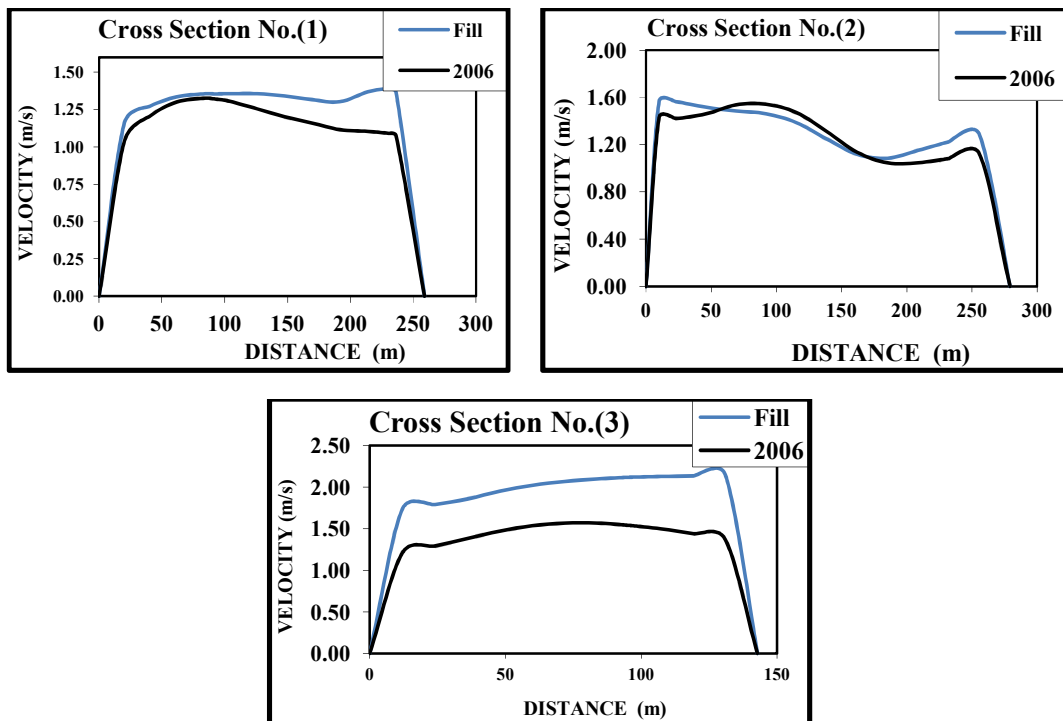 Cross Section No.(1)
Fill
2006
VELOCITY (m/s)
1.50
1.25
1.00
0.75
0.50
0.25
0.00
0 50 100 150 200 250 300
DISTANCE (m)
Cross Section No.(2)
Fill
2006
VELOCITY (m/s)
2.00
1.60
1.20
0.80
0.40
0.00
0 50 100 150 200 250 300
DISTANCE (m)
Cross Section No.(3)
Fill
2006
VELOCITY (m/s)
2.50
2.00
1.50
1.00
0.50
0.00
0 50 100 150
DISTANCE (m)